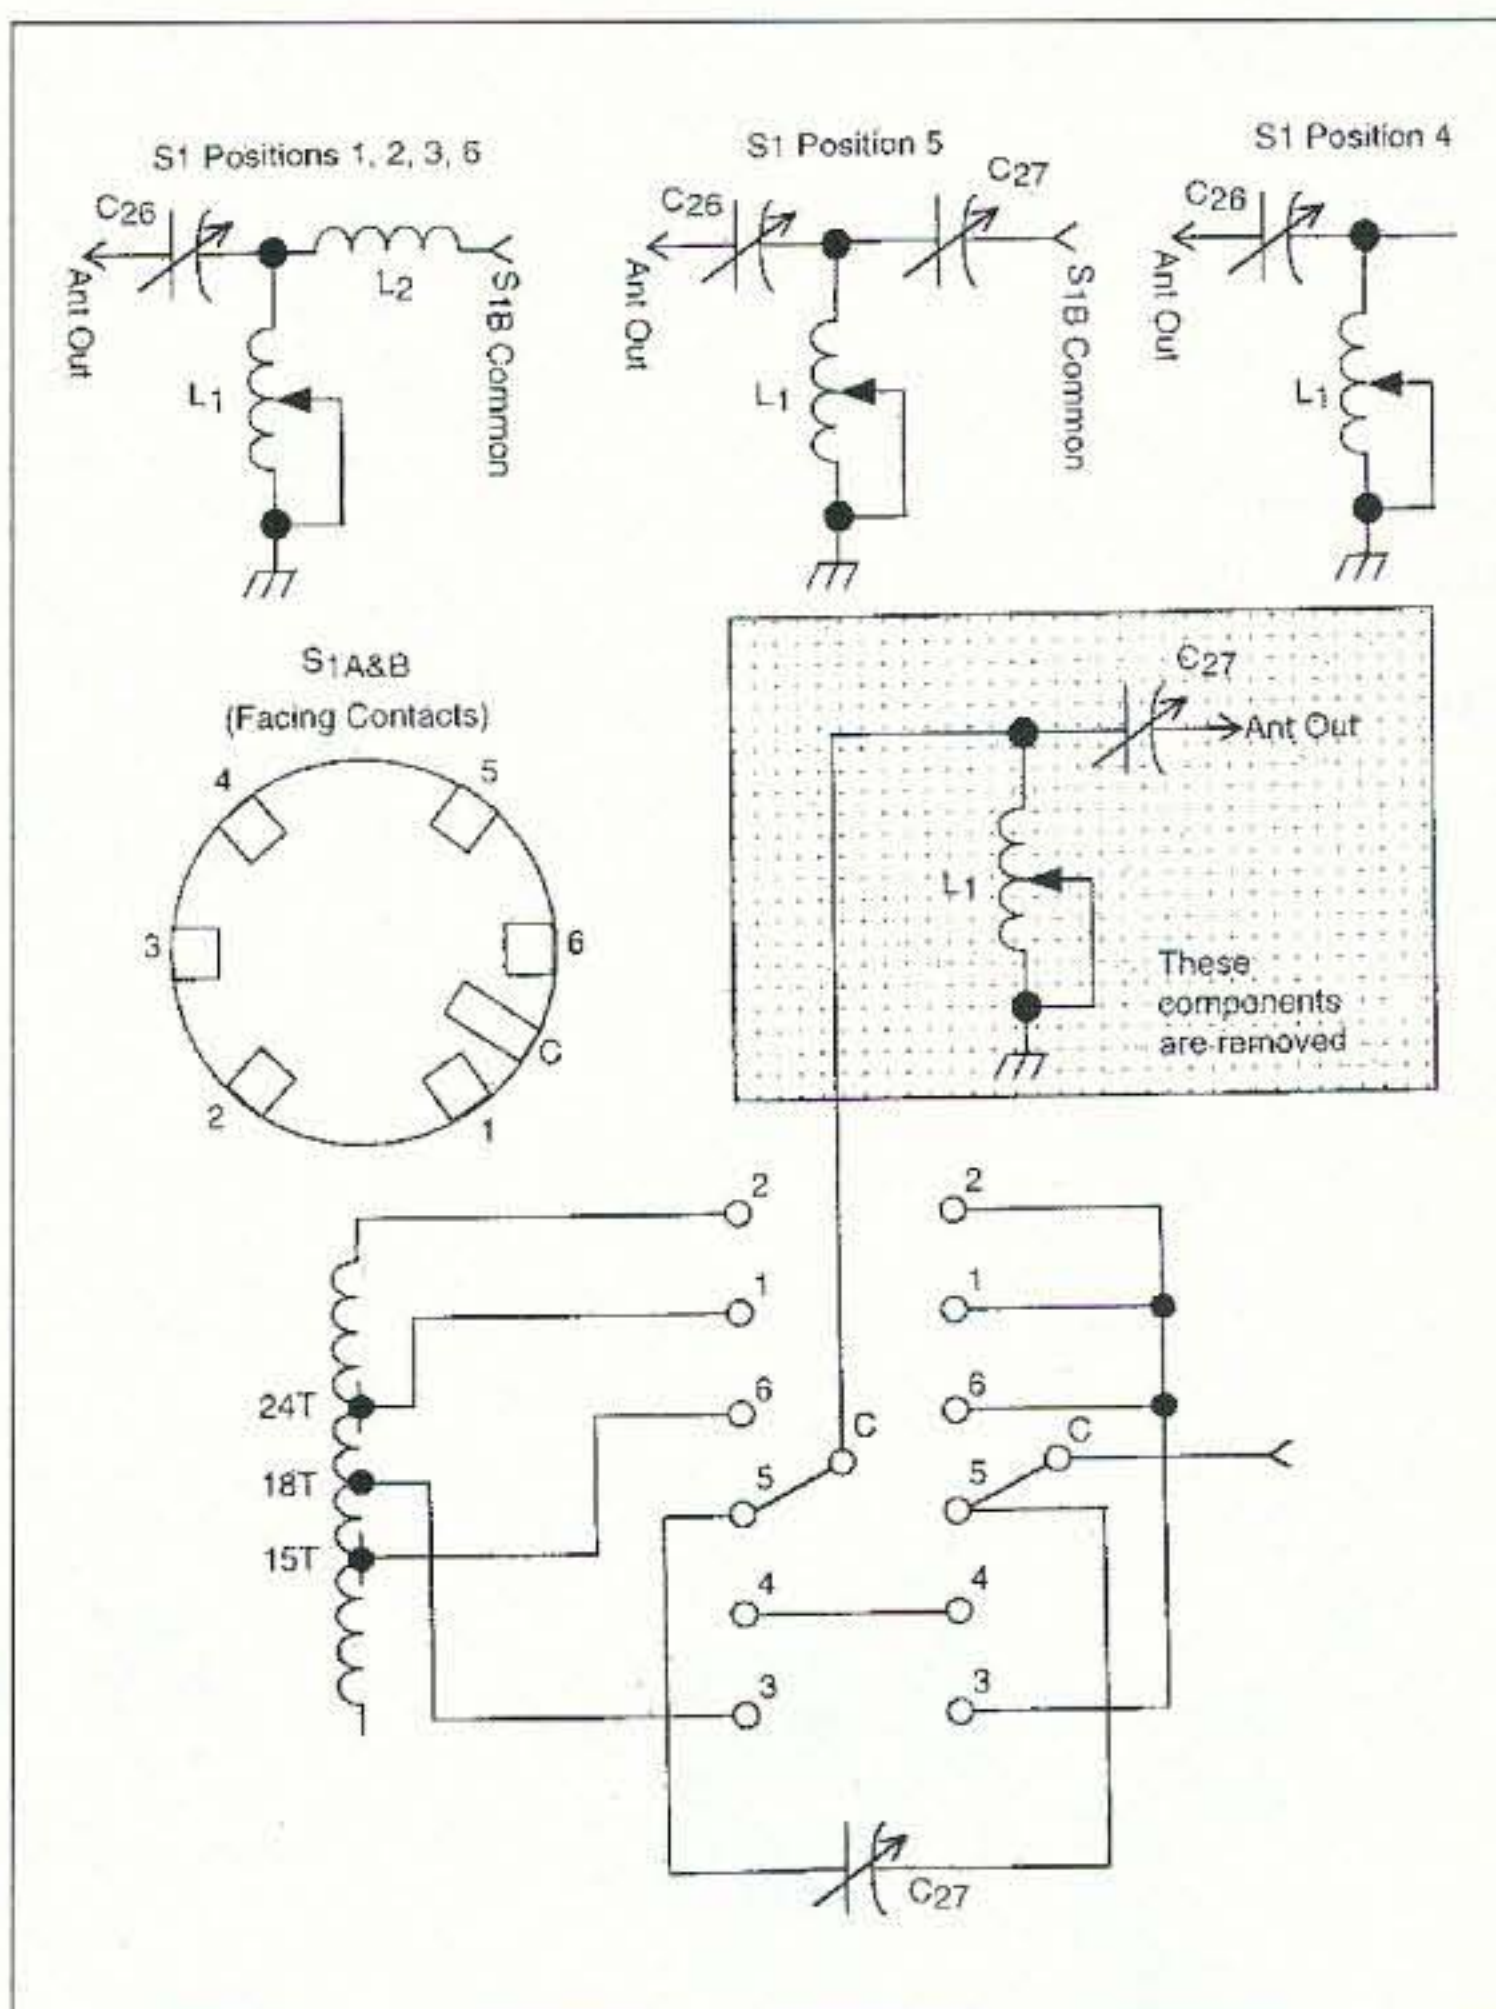 S1 Positions 1, 2, 3, 6
C26
Ant Out
L2
L1
S1B Common
S1 Position 5
C26
C27
Ant Out
L1
S1B Common
S1 Position 4
C26
Ant Out
L1
S1A&B
(Facing Contacts)
4
5
3
6
C
2
1
C27
Ant Out
L1
These
components
are removed
2
2
1
1
24T
6
6
C
C
18T
5
5
15T
4
4
3
3
C27